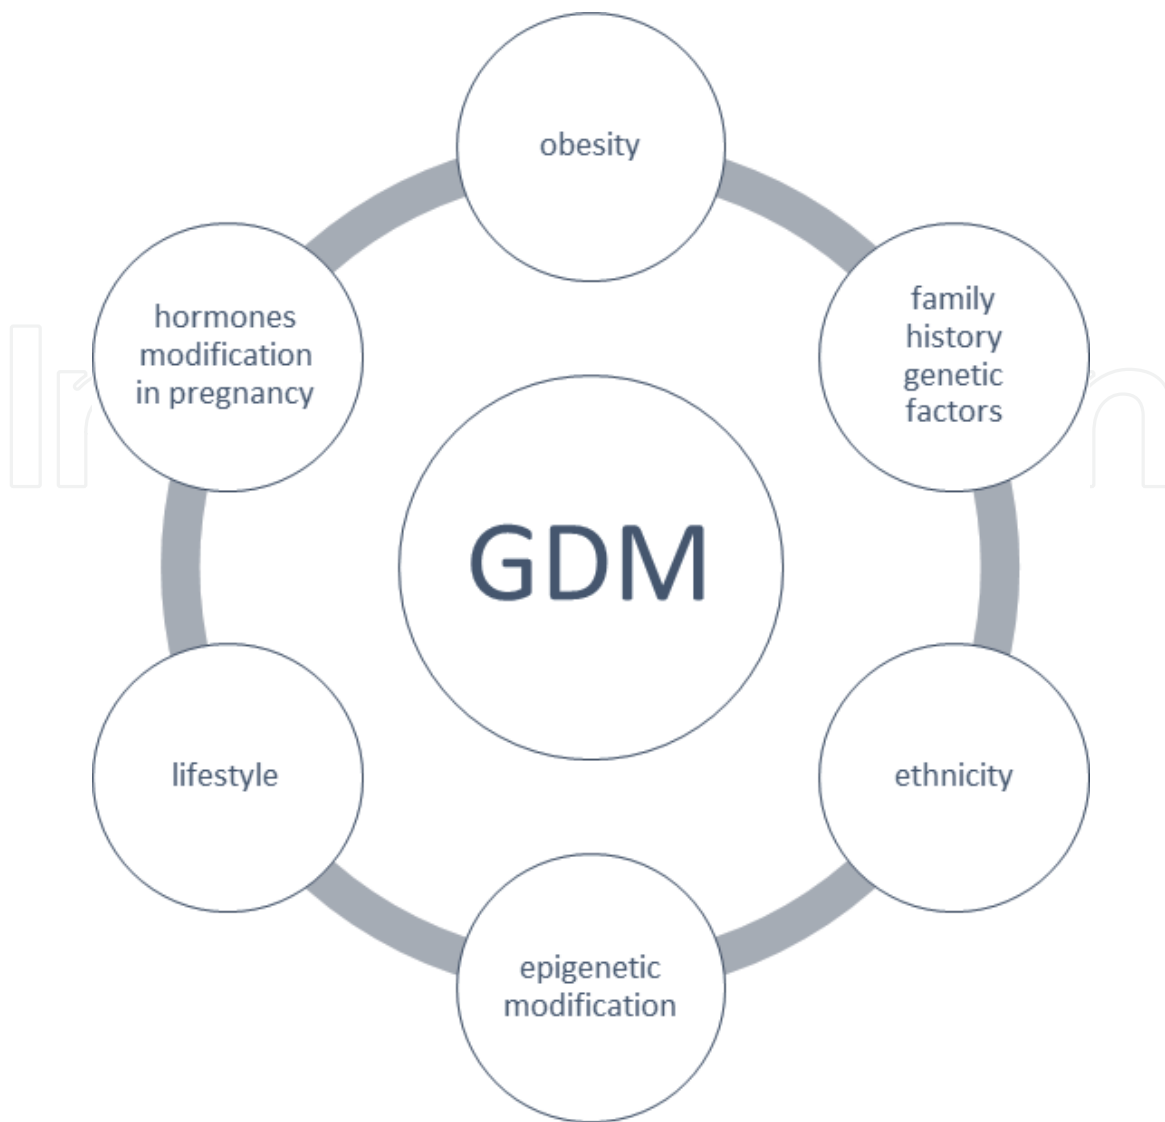 obesity
family
history
genetic
factors
ethnicity
epigenetic
modification
lifestyle
hormones
modification
in pregnancy
GDM